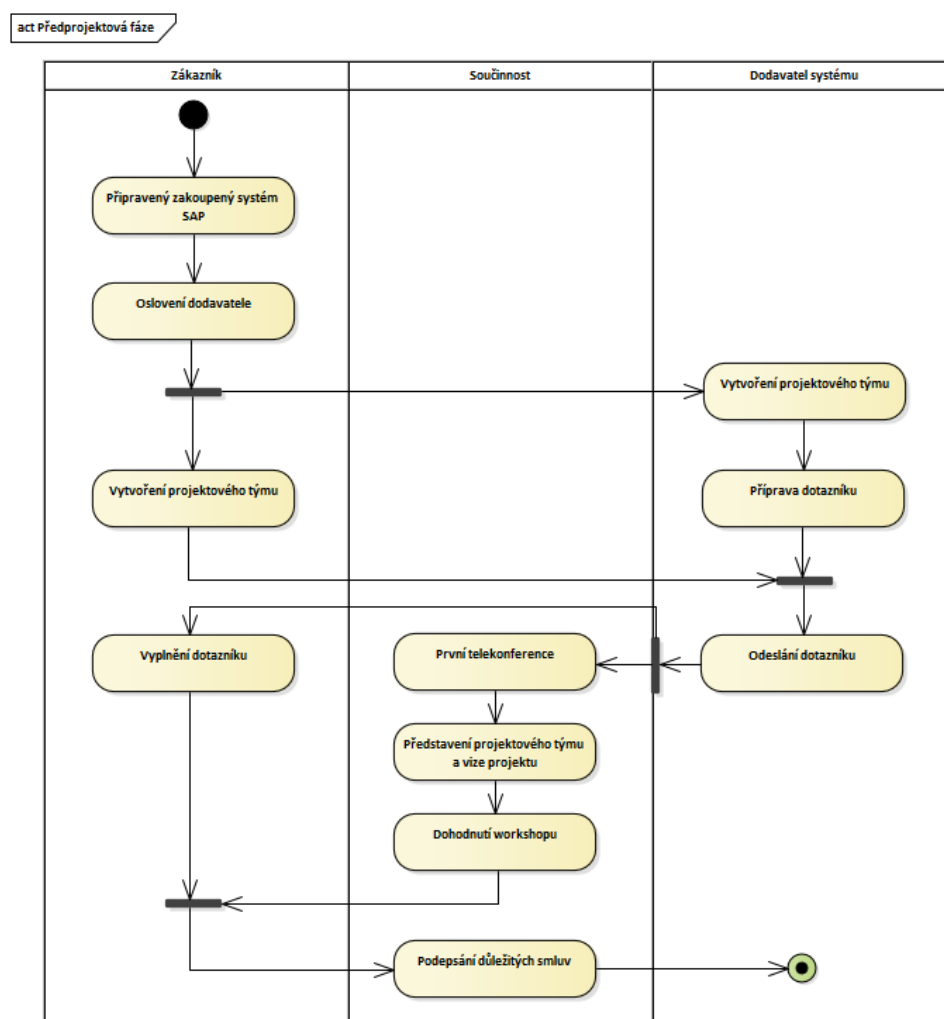 act Předprojektová fáze
Zákazník
Součinnost
Dodavatel systému
Připravený zakoupený systém
SAP
Oslovení dodavatele
Vytvoření projektového týmu
Vytvoření projektového týmu
Příprava dotazníku
Vyplnění dotazníku
První telekonference
Odeslání dotazníku
Představení projektového týmu
a vize projektu
Dohodnutí workshopu
Podepsání důležitých smluv